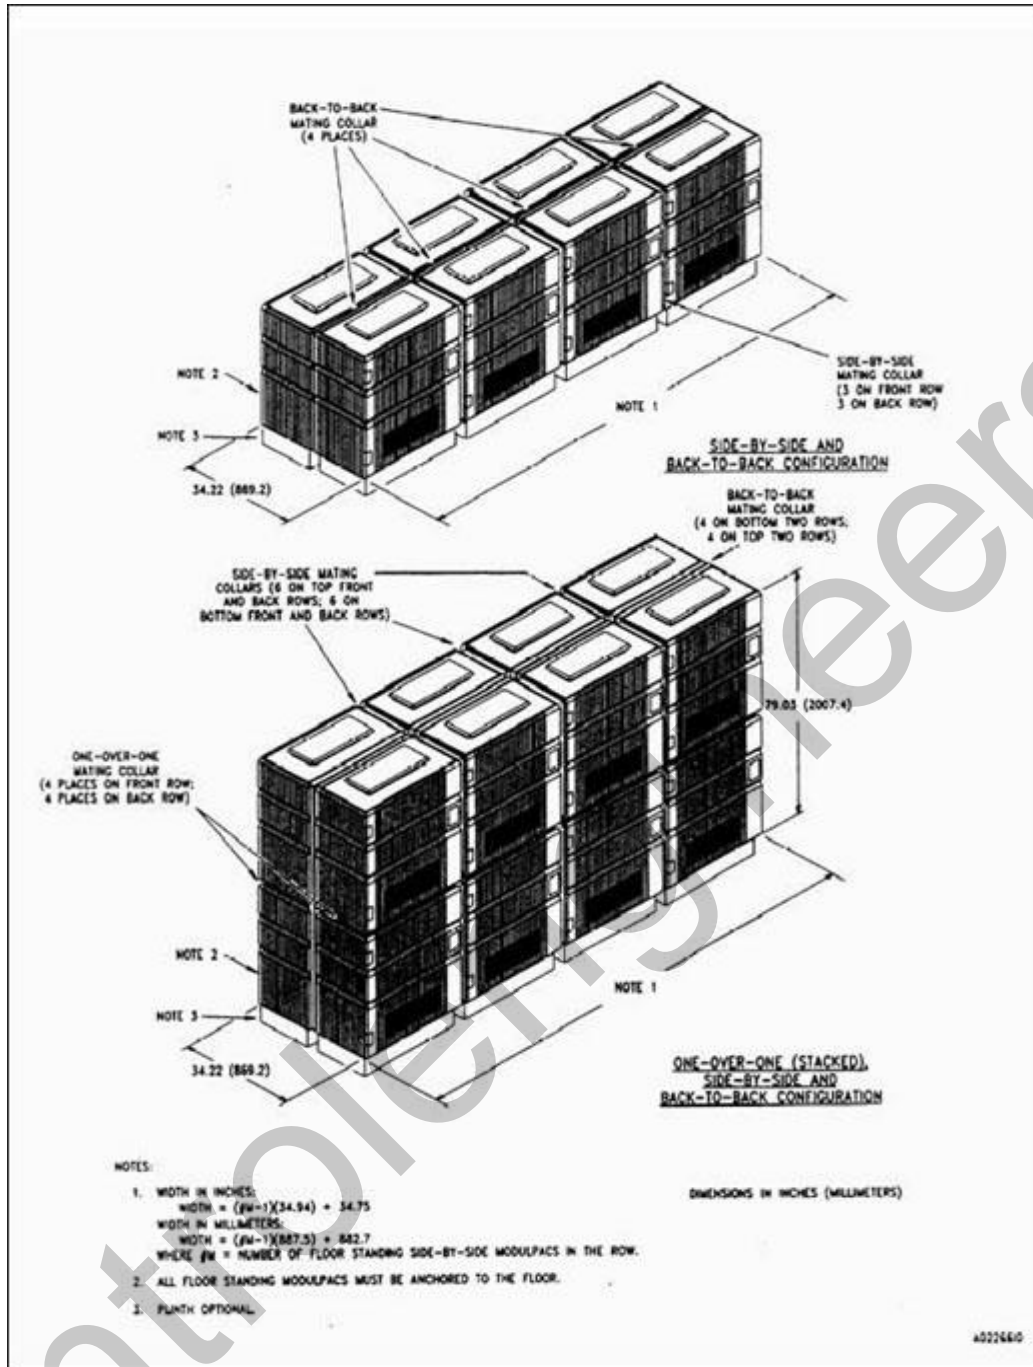 BACK-TO-BACK
MATING COLLAR
(4 PLACES)
NOTE 2
NOTE 3
34.22 (869.2)
NOTE 1
SIDE-BY-SIDE
MATING COLLAR
(3 ON FRONT ROW
3 ON BACK ROW)
SIDE-BY-SIDE AND
BACK-TO-BACK CONFIGURATION
BACK-TO-BACK
MATING COLLAR
(4 ON BOTTOM TWO ROWS;
4 ON TOP TWO ROWS)
SIDE-BY-SIDE MATING
COLLARS (6 ON TOP FRONT
AND BACK ROWS; 6 ON
BOTTOM FRONT AND BACK ROWS)
79.03 (2007.4)
ONE-OVER-ONE
MATING COLLAR
(4 PLACES ON FRONT ROW;
4 PLACES ON BACK ROW)
NOTE 2
NOTE 3
34.22 (869.2)
NOTE 1
ONE-OVER-ONE (STACKED),
SIDE-BY-SIDE AND
BACK-TO-BACK CONFIGURATION
NOTES:
1. WIDTH IN INCHES:
WIDTH = (#M-1)(34.94) + 34.75
WIDTH IN MILLIMETERS:
WIDTH = (#M-1)(887.5) + 882.7
WHERE #M = NUMBER OF FLOOR STANDING SIDE-BY-SIDE MODULPACS IN THE ROW.
2. ALL FLOOR STANDING MODULPACS MUST BE ANCHORED TO THE FLOOR.
3. PLINTH OPTIONAL.
DIMENSIONS IN INCHES (MILLIMETERS)
ntrolengineers